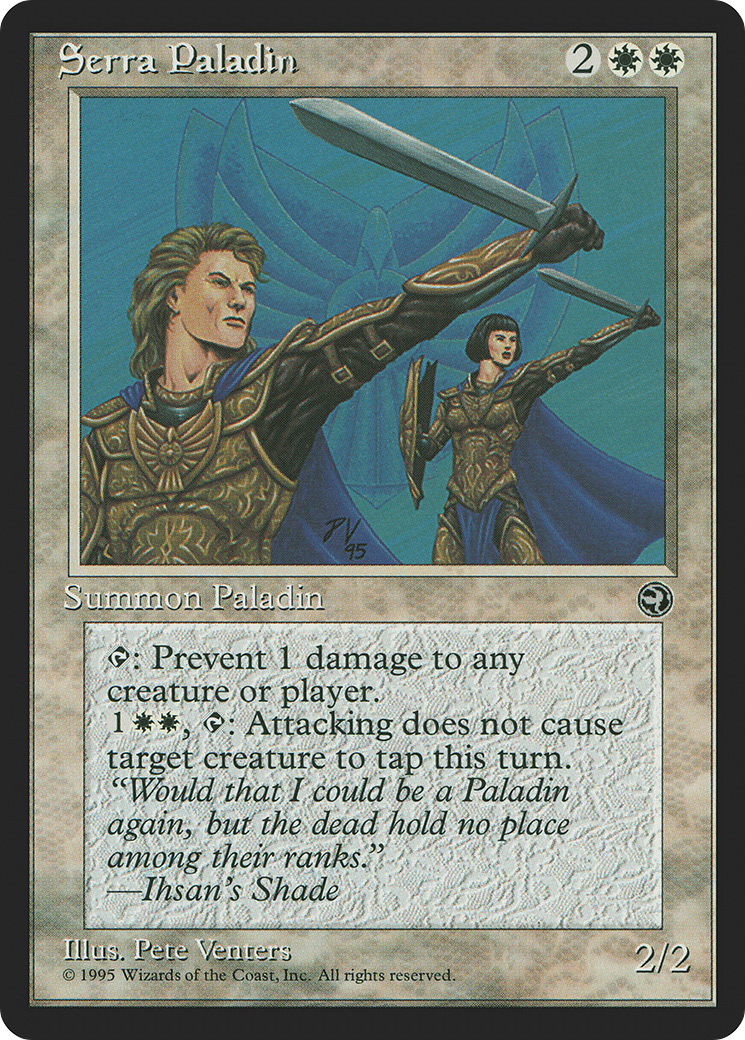 Serra Paladin 2
PV
95
Summon Paladin
: Prevent 1 damage to any
creature or player.
1, : Attacking does not cause
target creature to tap this turn.
“Would that I could be a Paladin
again, but the dead hold no place
among their ranks.”
—Ihsan’s Shade
Illus. Pete Venters
© 1995 Wizards of the Coast, Inc. All rights reserved.
2/2